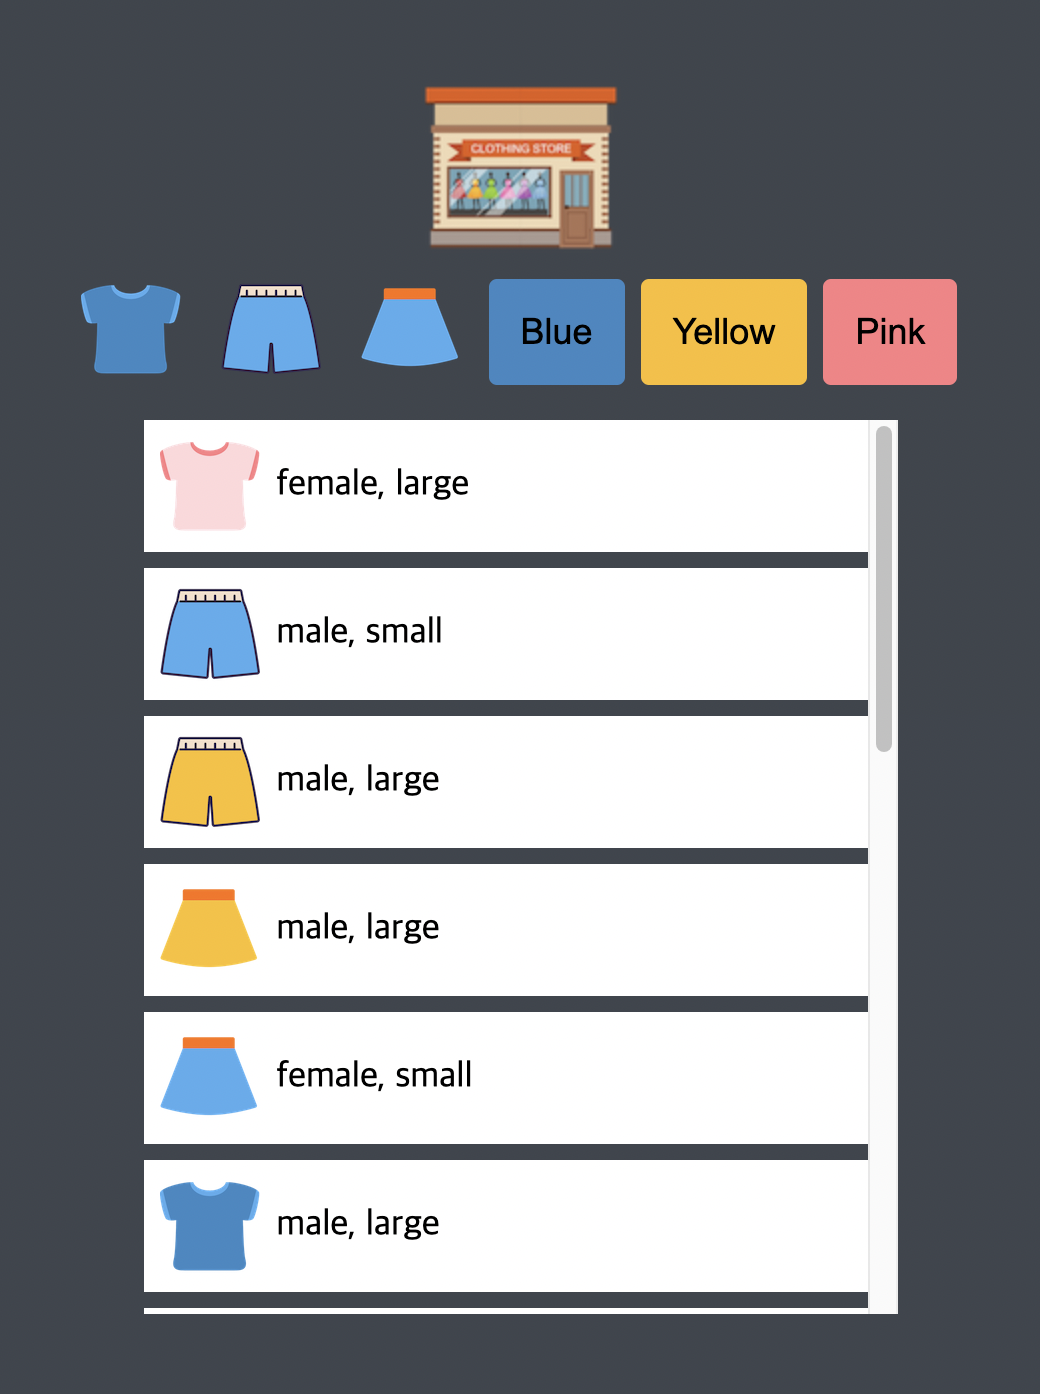 CLOTHING STORE
Blue
Yellow
Pink
female, large
male, small
male, large
male, large
female, small
male, large